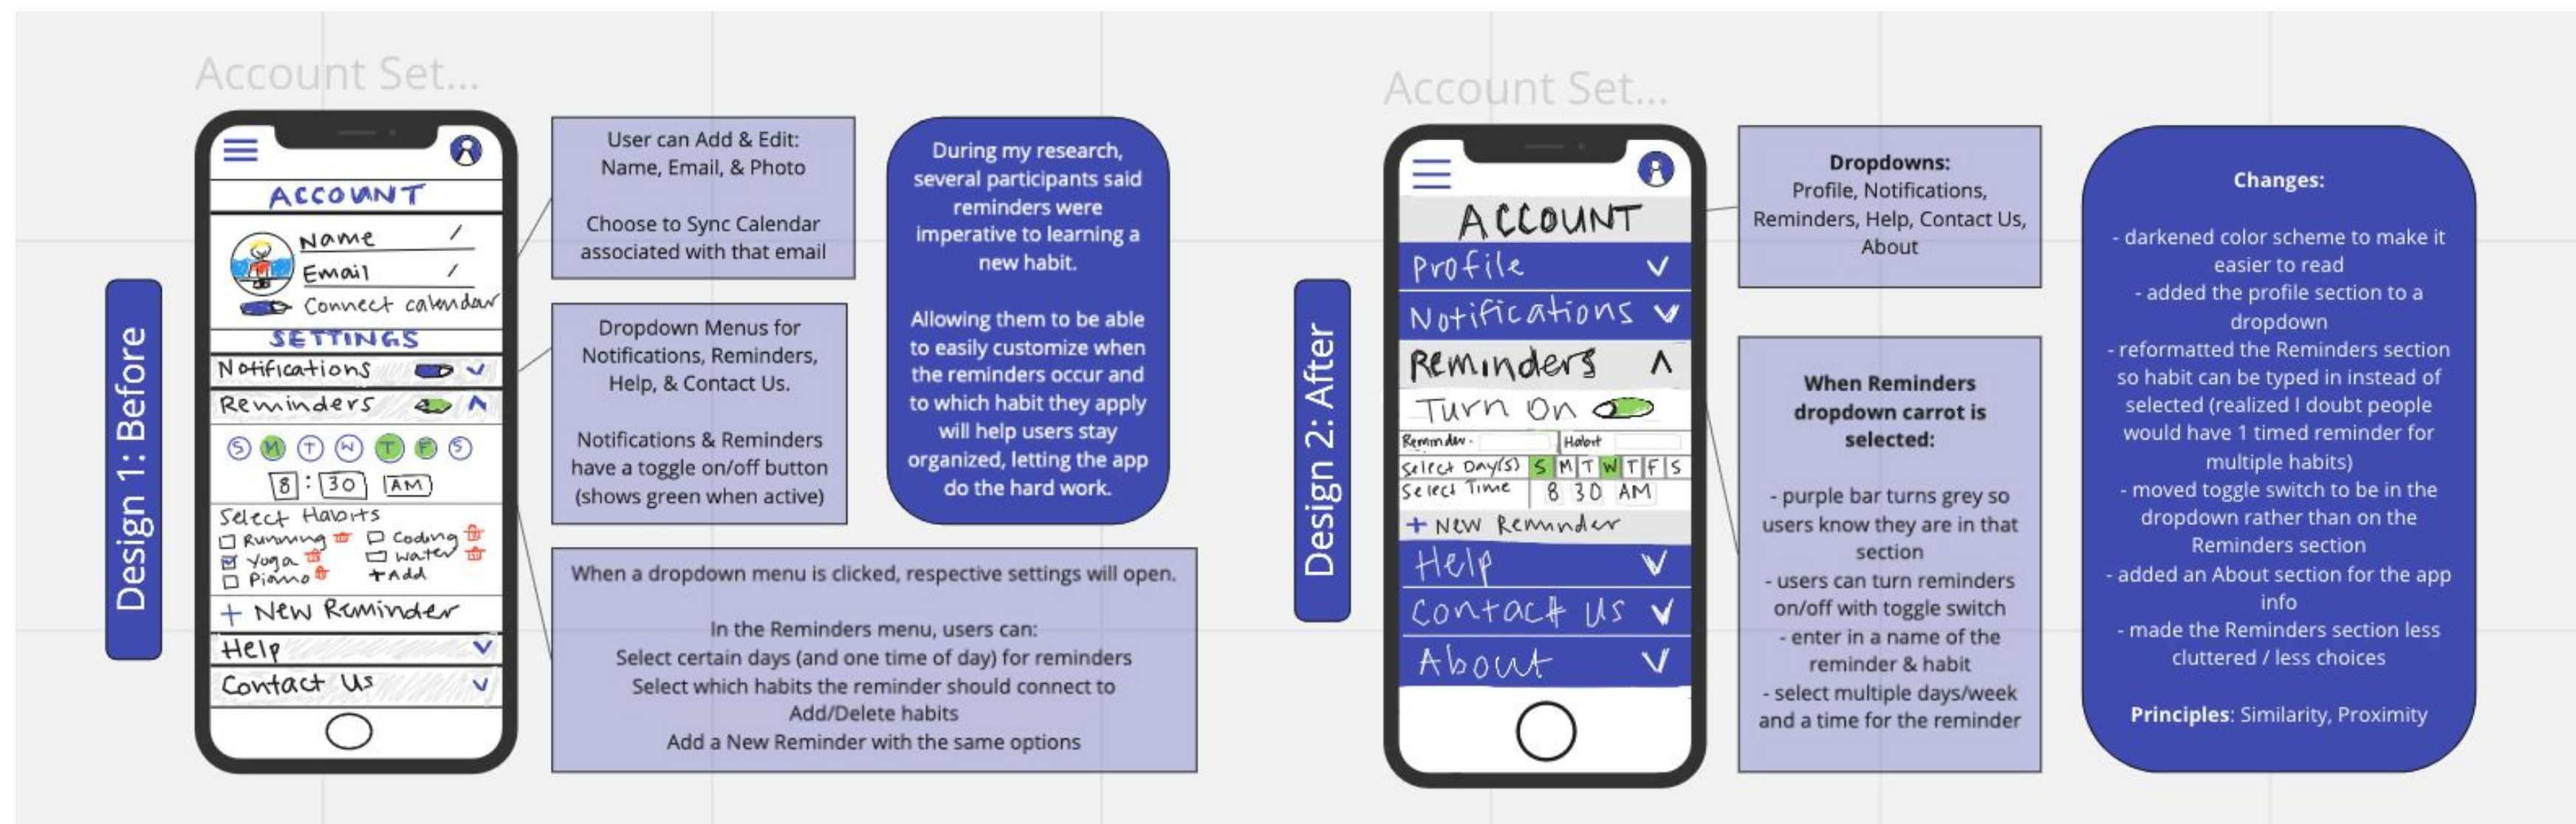 Account Set...
Design 1: Before
ACCOUNT
Name
Email
Connect calendar
SETTINGS
Notifications
Reminders
S M T W T F S
8 : 30 AM
Select Habits
Running
Coding
Yoga
Water
Piano
+Add
+ New Reminder
Help
Contact Us
User can Add & Edit:
Name, Email, & Photo
Choose to Sync Calendar
associated with that email
Dropdown Menus for
Notifications, Reminders,
Help, & Contact Us.
Notifications & Reminders
have a toggle on/off button
(shows green when active)
When a dropdown menu is clicked, respective settings will open.
In the Reminders menu, users can:
Select certain days (and one time of day) for reminders
Select which habits the reminder should connect to
Add/Delete habits
Add a New Reminder with the same options
During my research,
several participants said
reminders were
imperative to learning a
new habit.
Allowing them to be able
to easily customize when
the reminders occur and
to which habit they apply
will help users stay
organized, letting the app
do the hard work.
Account Set...
Design 2: After
ACCOUNT
Profile
Notifications
Reminders
Turn On
Reminder. Habit
Select Day(s) S M T W T F S
Select Time 8 30 AM
+ New Reminder
Help
Contact Us
About
Dropdowns:
Profile, Notifications,
Reminders, Help, Contact Us,
About
When Reminders
dropdown carrot is
selected:
- purple bar turns grey so
users know they are in that
section
- users can turn reminders
on/off with toggle switch
- enter in a name of the
reminder & habit
- select multiple days/week
and a time for the reminder
Changes:
- darkened color scheme to make it
easier to read
- added the profile section to a
dropdown
- reformatted the Reminders section
so habit can be typed in instead of
selected (realized I doubt people
would have 1 timed reminder for
multiple habits)
- moved toggle switch to be in the
dropdown rather than on the
Reminders section
- added an About section for the app
info
- made the Reminders section less
cluttered / less choices
Principles: Similarity, Proximity